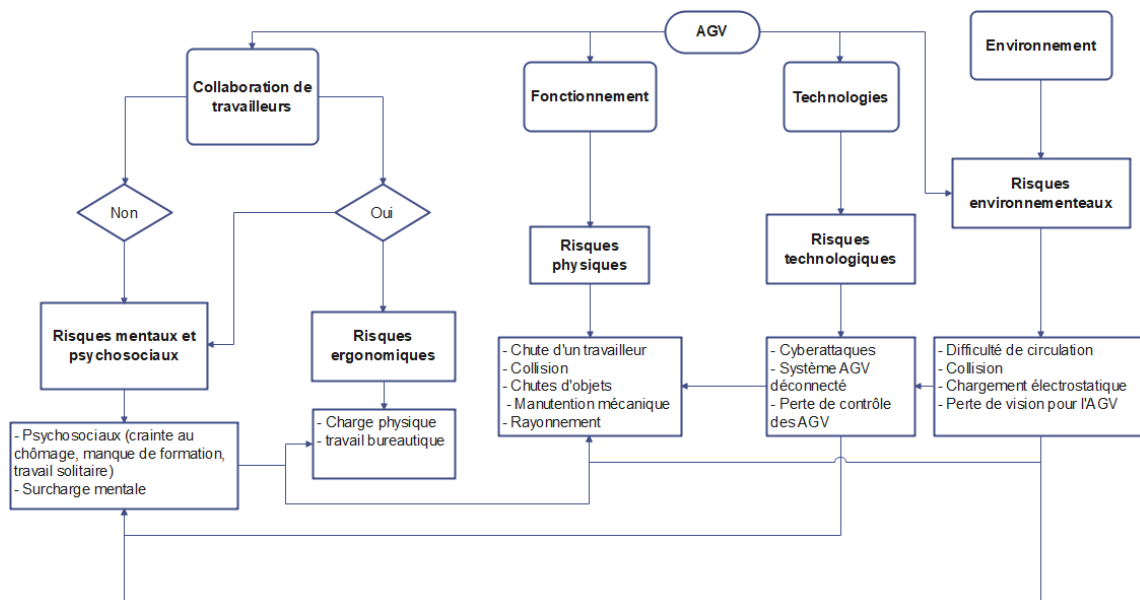 AGV
Environnement
Collaboration de
travailleurs
Fonctionnement
Technologies
Non
Oui
Risques
environnementeaux
Risques
physiques
Risques
technologiques
Risques mentaux et
psychosociaux
Risques
ergonomiques
- Chute d'un travailleur
- Collision
- Chutes d'objets
- Manutention mécanique
- Rayonnement
- Cyberattaques
- Système AGV
déconnecté
- Perte de contrôle
des AGV
- Difficulté de circulation
- Collision
- Chargement électrostatique
- Perte de vision pour l'AGV
- Psychosociaux (crainte au
chômage, manque de formation,
travail solitaire)
- Surcharge mentale
- Charge physique
- travail bureautique